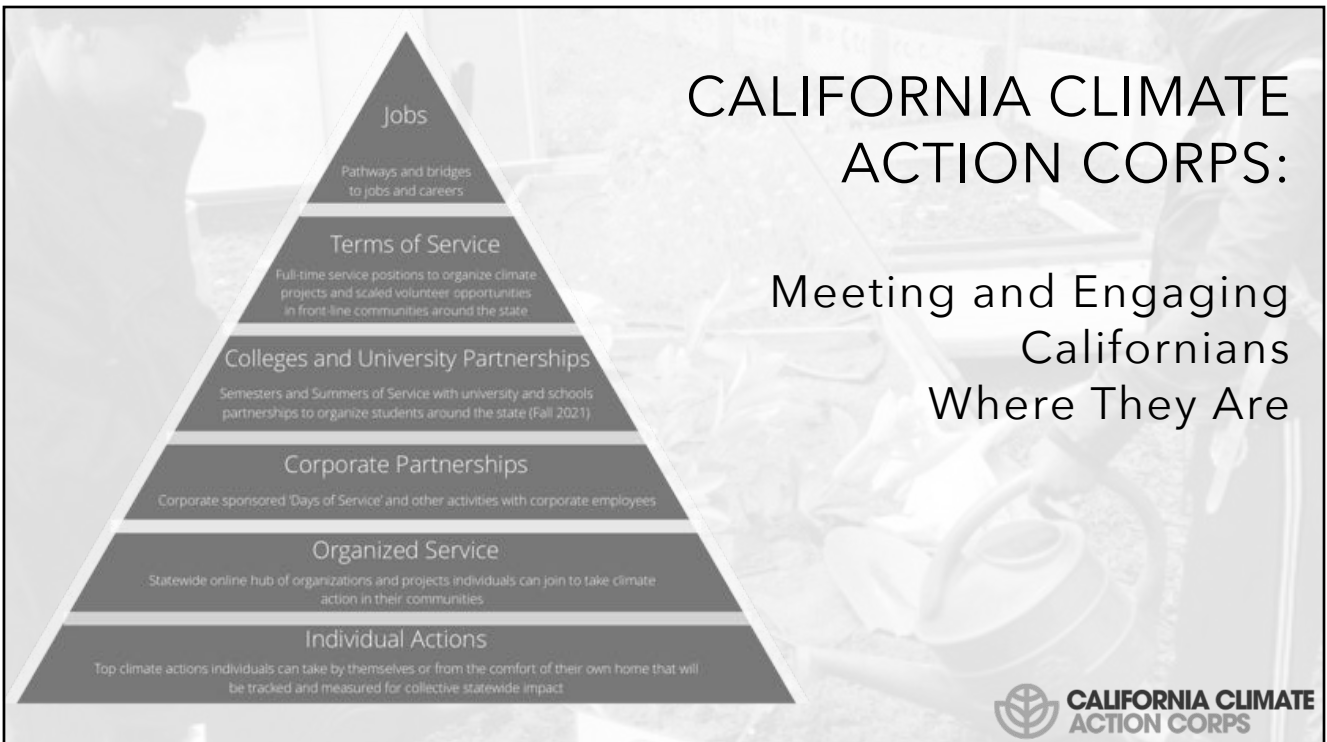 CALIFORNIA CLIMATE
ACTION CORPS:
Meeting and Engaging
Californians
Where They Are
Jobs
Pathways and bridges
to jobs and careers
Terms of Service
Full-time service positions to organize climate
projects and scaled volunteer opportunities
in front-line communities around the state
Colleges and University Partnerships
Semesters and Summers of Service with university and schools
partnerships to organize students around the state (Fall 2021)
Corporate Partnerships
Corporate sponsored 'Days of Service' and other activities with corporate employees
Organized Service
Statewide online hub of organizations and projects individuals can join to take climate
action in their communities
Individual Actions
Top climate actions individuals can take by themselves or from the comfort of their own home that will
be tracked and measured for collective statewide impact
CALIFORNIA CLIMATE
ACTION CORPS